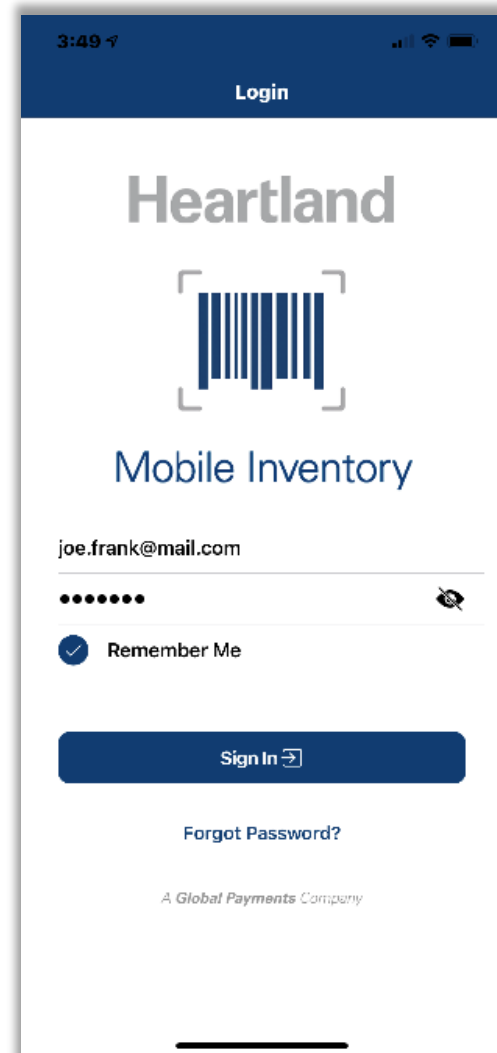 3:49
Login
Heartland
Mobile Inventory
joe.frank@mail.com
•••••••
Remember Me
Sign In
Forgot Password?
A Global Payments Company